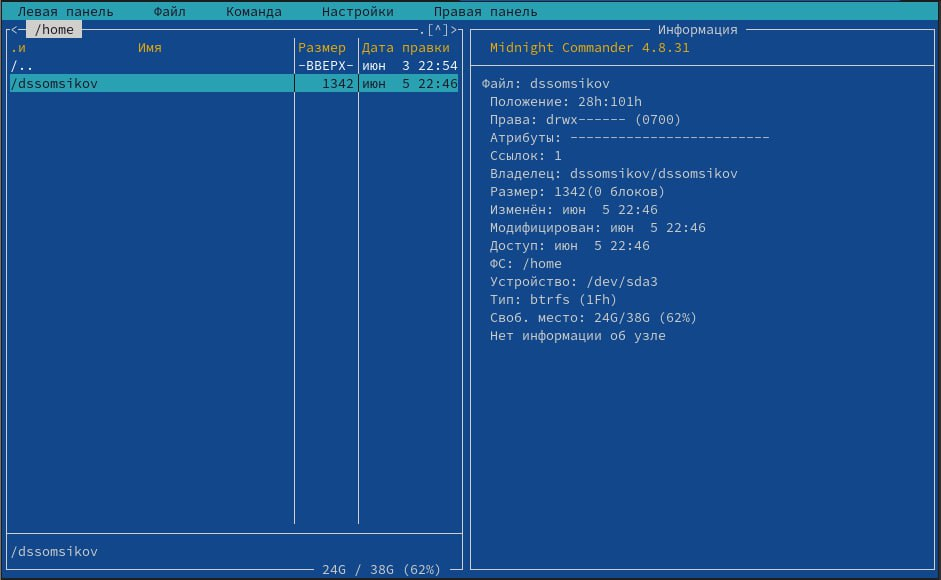 Левая панель     Файл     Команда     Настройки     Правая панель
<─ /home ─.[^]>
.и     Имя     Размер     Дата правки
/..     -ВВЕРХ-     июн  3 22:54
/dssomsikov     1342     июн  5 22:46
/dssomsikov
24G / 38G (62%)
Информация
Midnight Commander 4.8.31
Файл: dssomsikov
Положение: 28h:101h
Права: drwx------ (0700)
Атрибуты: -------------------------
Ссылок: 1
Владелец: dssomsikov/dssomsikov
Размер: 1342(0 блоков)
Изменён: июн  5 22:46
Модифицирован: июн  5 22:46
Доступ: июн  5 22:46
ФС: /home
Устройство: /dev/sda3
Тип: btrfs (1Fh)
Своб. место: 24G/38G (62%)
Нет информации об узле